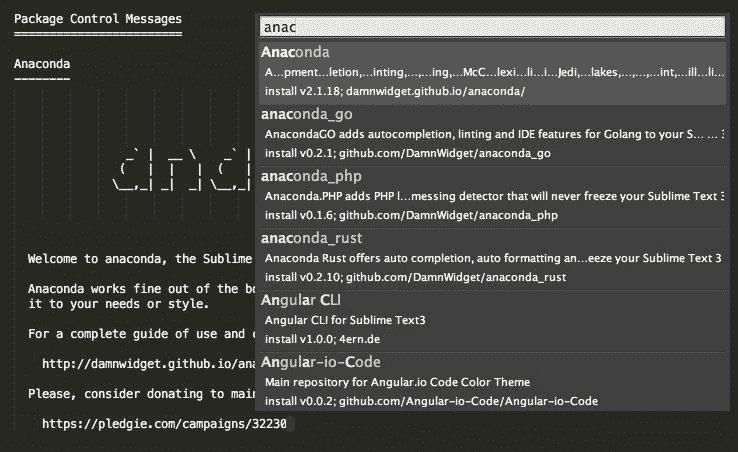 Package Control Messages
========================
Anaconda
--------
Welcome to anaconda, the Sublime
Anaconda works fine out of the bo
it to your needs or style.
For a complete guide of use and
http://damnwidget.github.io/ana
Please, consider donating to main
https://pledgie.com/campaigns/32230
anac
Anaconda
A...pment...letion,...inting,...,...ing,...McC...lexi...li...i...Jedi,...lakes,...,...,...int,...ill...li...
install v2.1.18; damnwidget.github.io/anaconda/
anaconda_go
AnacondaGO adds autocompletion, linting and IDE features for Golang to your S... ...
install v0.2.1; github.com/DamnWidget/anaconda_go
anaconda_php
Anaconda.PHP adds PHP l...messing detector that will never freeze your Sublime Text 3
install v0.1.6; github.com/DamnWidget/anaconda_php
anaconda_rust
Anaconda Rust offers auto completion, auto formatting an...eeze your Sublime Text 3
install v0.2.10; github.com/DamnWidget/anaconda_rust
Angular CLI
Angular CLI for Sublime Text3
install v1.0.0; 4ern.de
Angular-io-Code
Main repository for Angular.io Code Color Theme
install v0.0.2; github.com/Angular-io-Code/Angular-io-Code